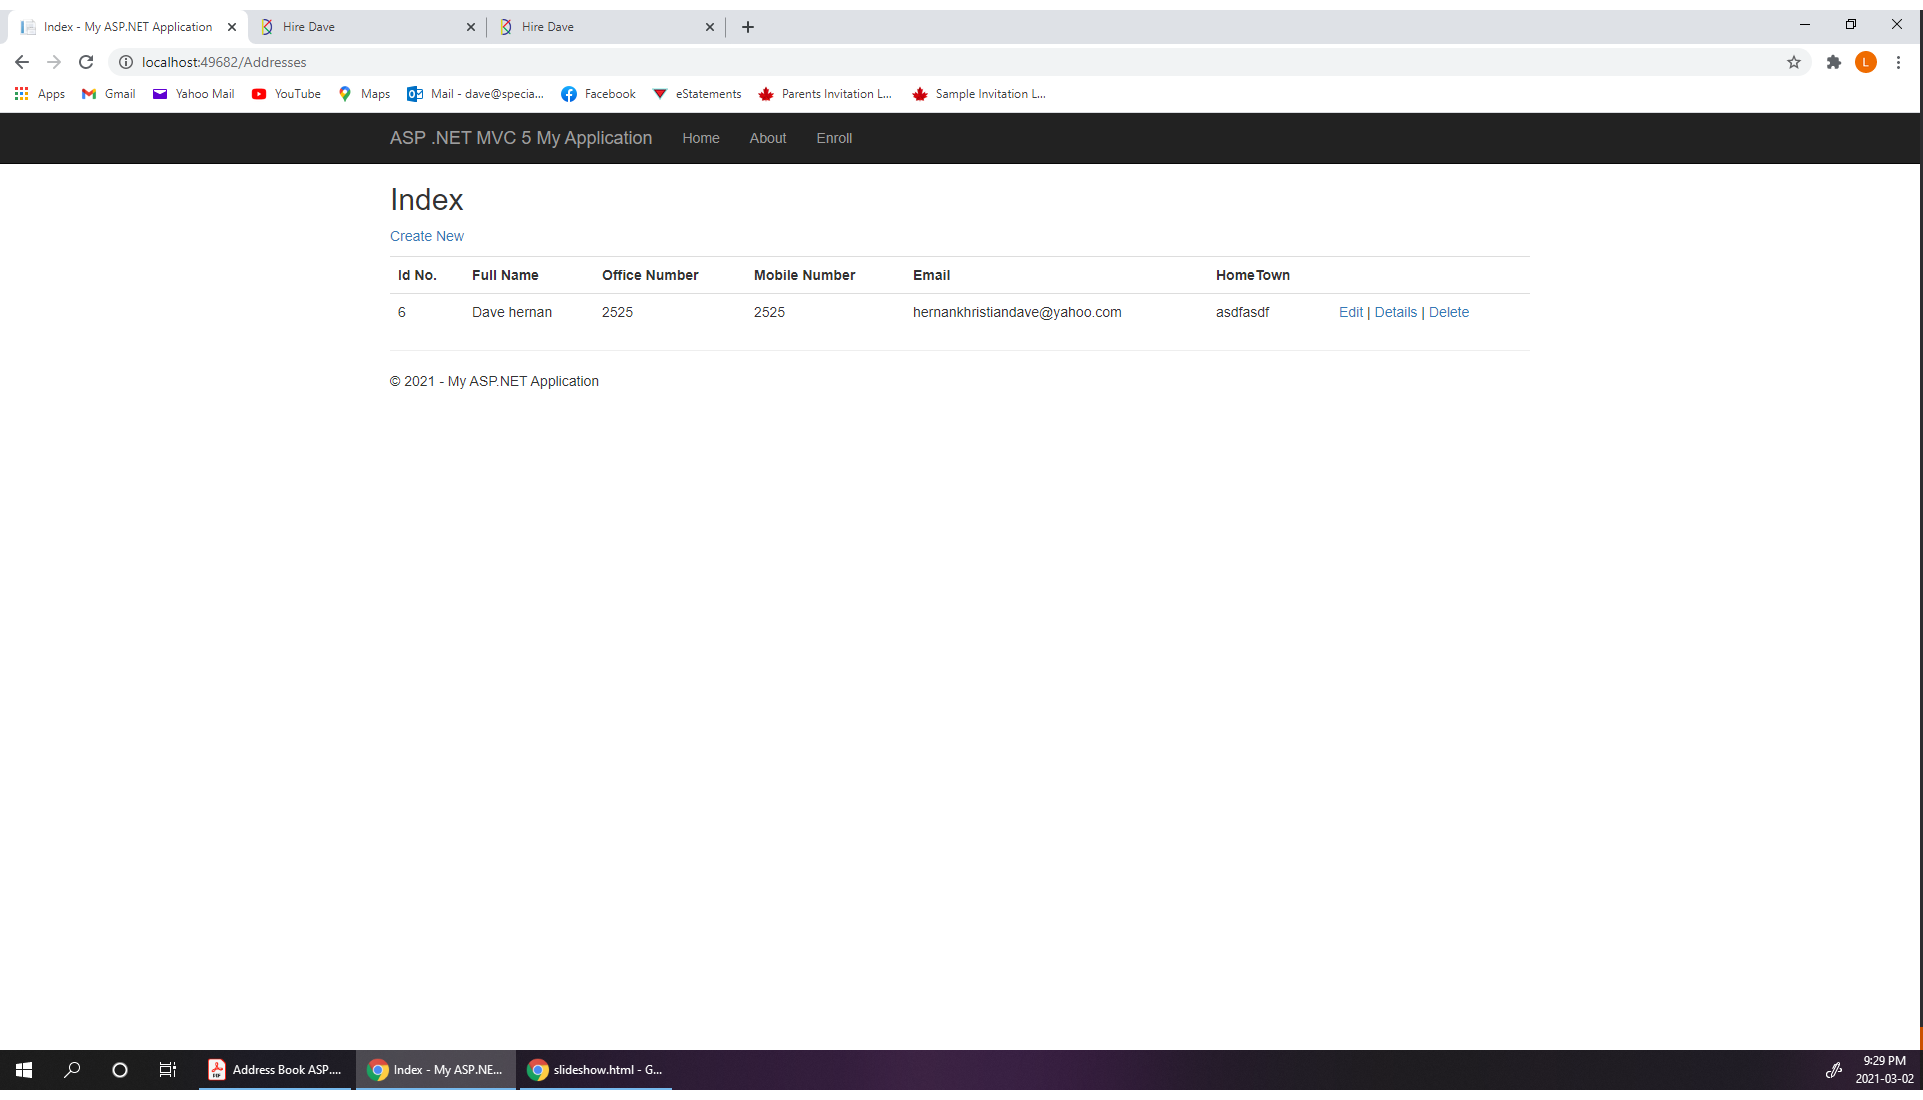 Index - My ASP.NET Application
Hire Dave
Hire Dave
localhost:49682/Addresses
L
Apps Gmail Yahoo Mail YouTube Maps Mail - dave@specia... Facebook eStatements Parents Invitation L... Sample Invitation L...
ASP .NET MVC 5 My Application Home About Enroll
Index
Create New
Id No. Full Name Office Number Mobile Number Email HomeTown
6 Dave hernan 2525 2525 hernankhristiandave@yahoo.com asdfasdf Edit | Details | Delete
© 2021 - My ASP.NET Application
Address Book ASP.... Index - My ASP.NE... slideshow.html - G...
9:29 PM
2021-03-02